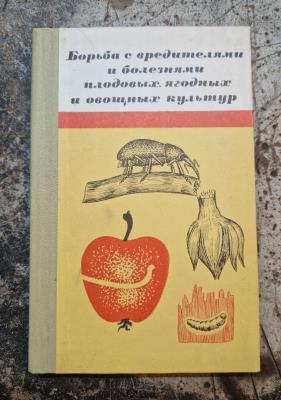 Борьба с вредителями
и болезнями
плодовых, ягодных
и овощных культур